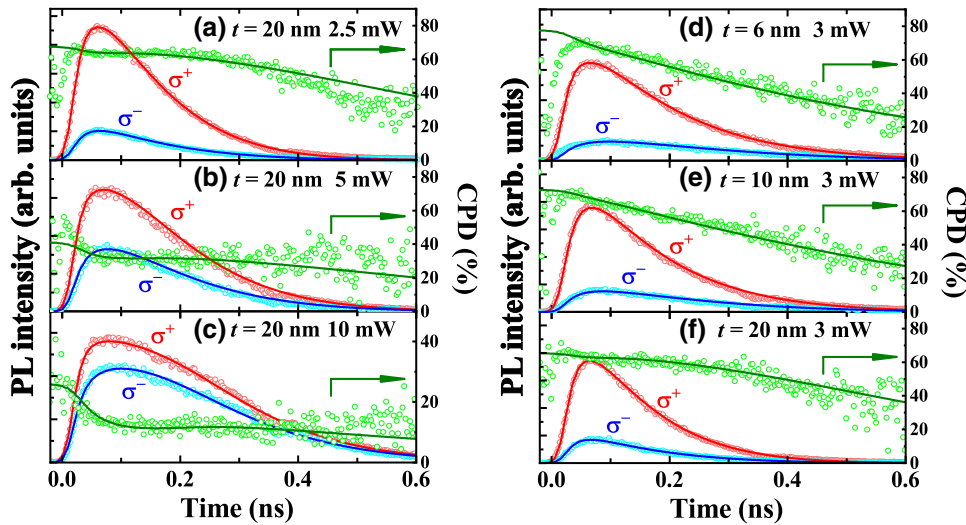 (a) t = 20 nm 2.5 mW
σ+
σ−
80
60
40
20
0
(b) t = 20 nm 5 mW
σ+
σ−
80
60
40
20
0
(c) t = 20 nm 10 mW
σ+
σ−
40
20
0
0.0 0.2 0.4 0.6
Time (ns)
PL intensity (arb. units)
CPD (%)
(d) t = 6 nm 3 mW
σ+
σ−
80
60
40
20
0
(e) t = 10 nm 3 mW
σ+
σ−
80
60
40
20
0
(f) t = 20 nm 3 mW
σ+
σ−
80
60
40
20
0
0.0 0.2 0.4 0.6
Time (ns)
PL intensity (arb. units)
CPD (%)